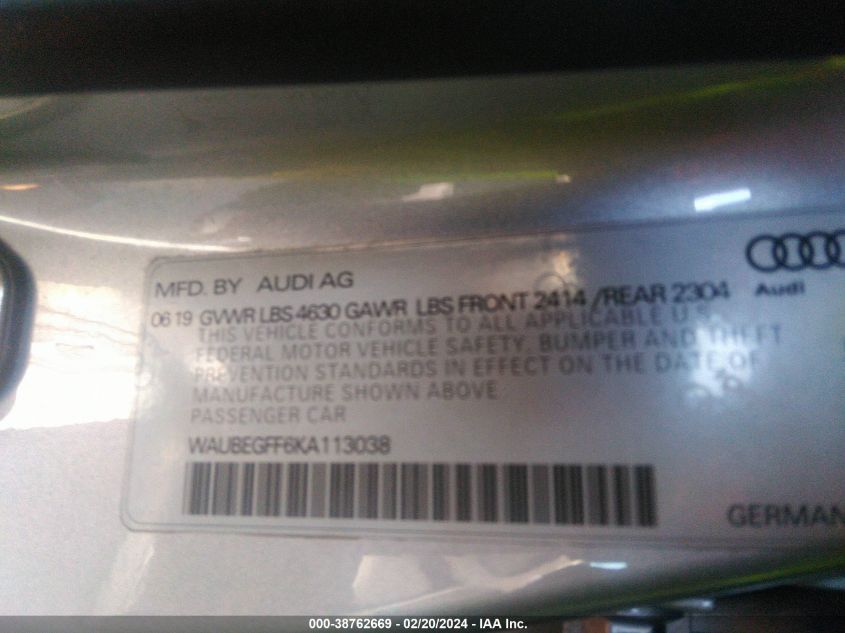 MFD. BY AUDI AG
Audi
06 19 GVWR LBS 4630 GAWR LBS FRONT 2414 / REAR 2304
THIS VEHICLE CONFORMS TO ALL APPLICABLE U.S.
FEDERAL MOTOR VEHICLE SAFETY, BUMPER AND THEFT
PREVENTION STANDARDS IN EFFECT ON THE DATE OF
MANUFACTURE SHOWN ABOVE
PASSENGER CAR
WAUBEGFF6KA113038
GERMAN
000-38762669 - 02/20/2024 - IAA Inc.